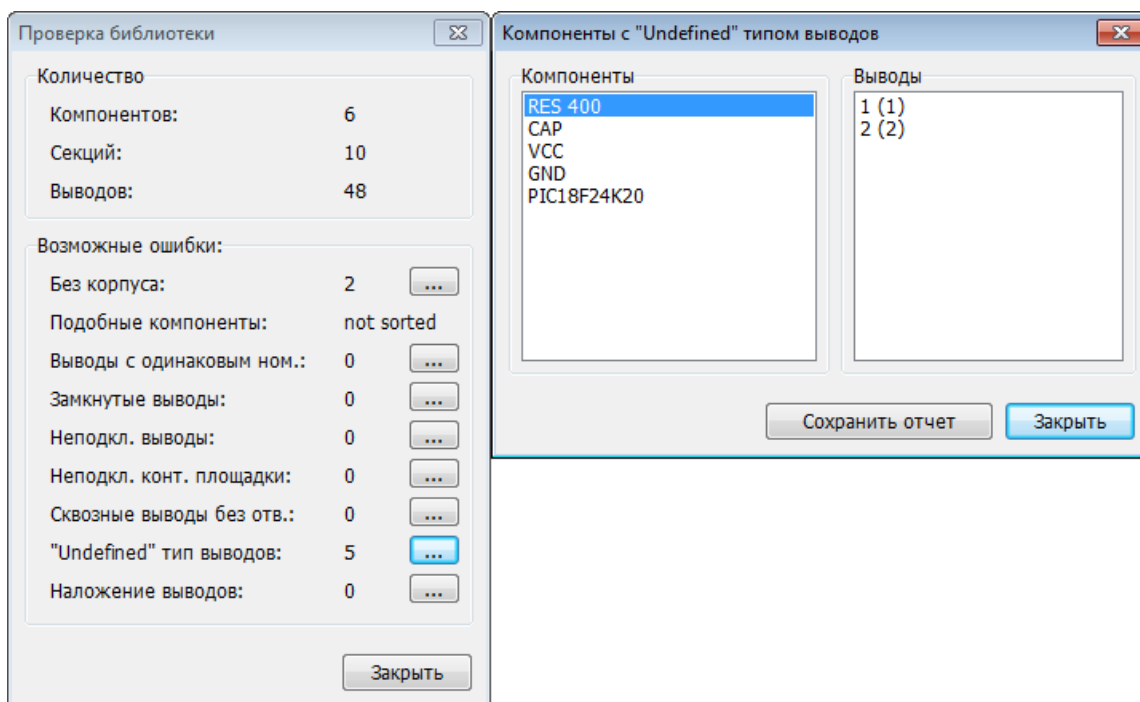 Проверка библиотеки
Количество
Компонентов: 6
Секций: 10
Выводов: 48
Возможные ошибки:
Без корпуса: 2 ...
Подобные компоненты: not sorted
Выводы с одинаковым ном.: 0 ...
Замкнутые выводы: 0 ...
Неподкл. выводы: 0 ...
Неподкл. конт. площадки: 0 ...
Сквозные выводы без отв.: 0 ...
"Undefined" тип выводов: 5 ...
Наложение выводов: 0 ...
Закрыть
Компоненты с "Undefined" типом выводов
Компоненты
RES 400
CAP
VCC
GND
PIC18F24K20
Выводы
1 (1)
2 (2)
Сохранить отчет
Закрыть